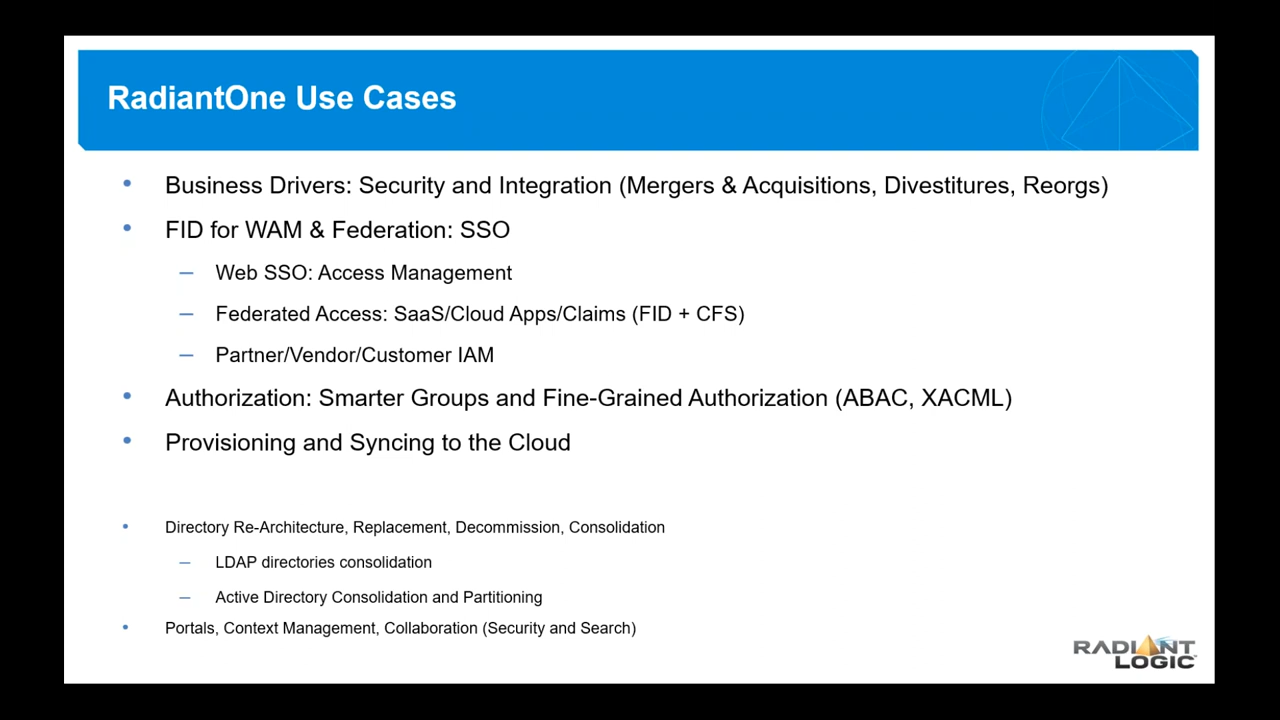 RadiantOne Use Cases
• Business Drivers: Security and Integration (Mergers & Acquisitions, Divestitures, Reorgs)
• FID for WAM & Federation: SSO
– Web SSO: Access Management
– Federated Access: SaaS/Cloud Apps/Claims (FID + CFS)
– Partner/Vendor/Customer IAM
• Authorization: Smarter Groups and Fine-Grained Authorization (ABAC, XACML)
• Provisioning and Syncing to the Cloud
• Directory Re-Architecture, Replacement, Decommission, Consolidation
– LDAP directories consolidation
– Active Directory Consolidation and Partitioning
• Portals, Context Management, Collaboration (Security and Search)
RADIANT
LOGIC™